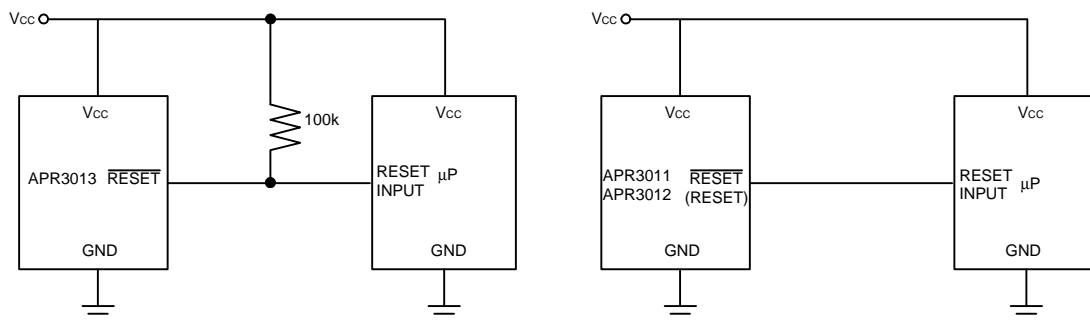 Vcc
Vcc
100k
Vcc
APR3013 RESET
RESET µP
INPUT
GND
GND
Vcc
Vcc
Vcc
APR3011 RESET
APR3012 (RESET)
RESET
INPUT µP
GND
GND